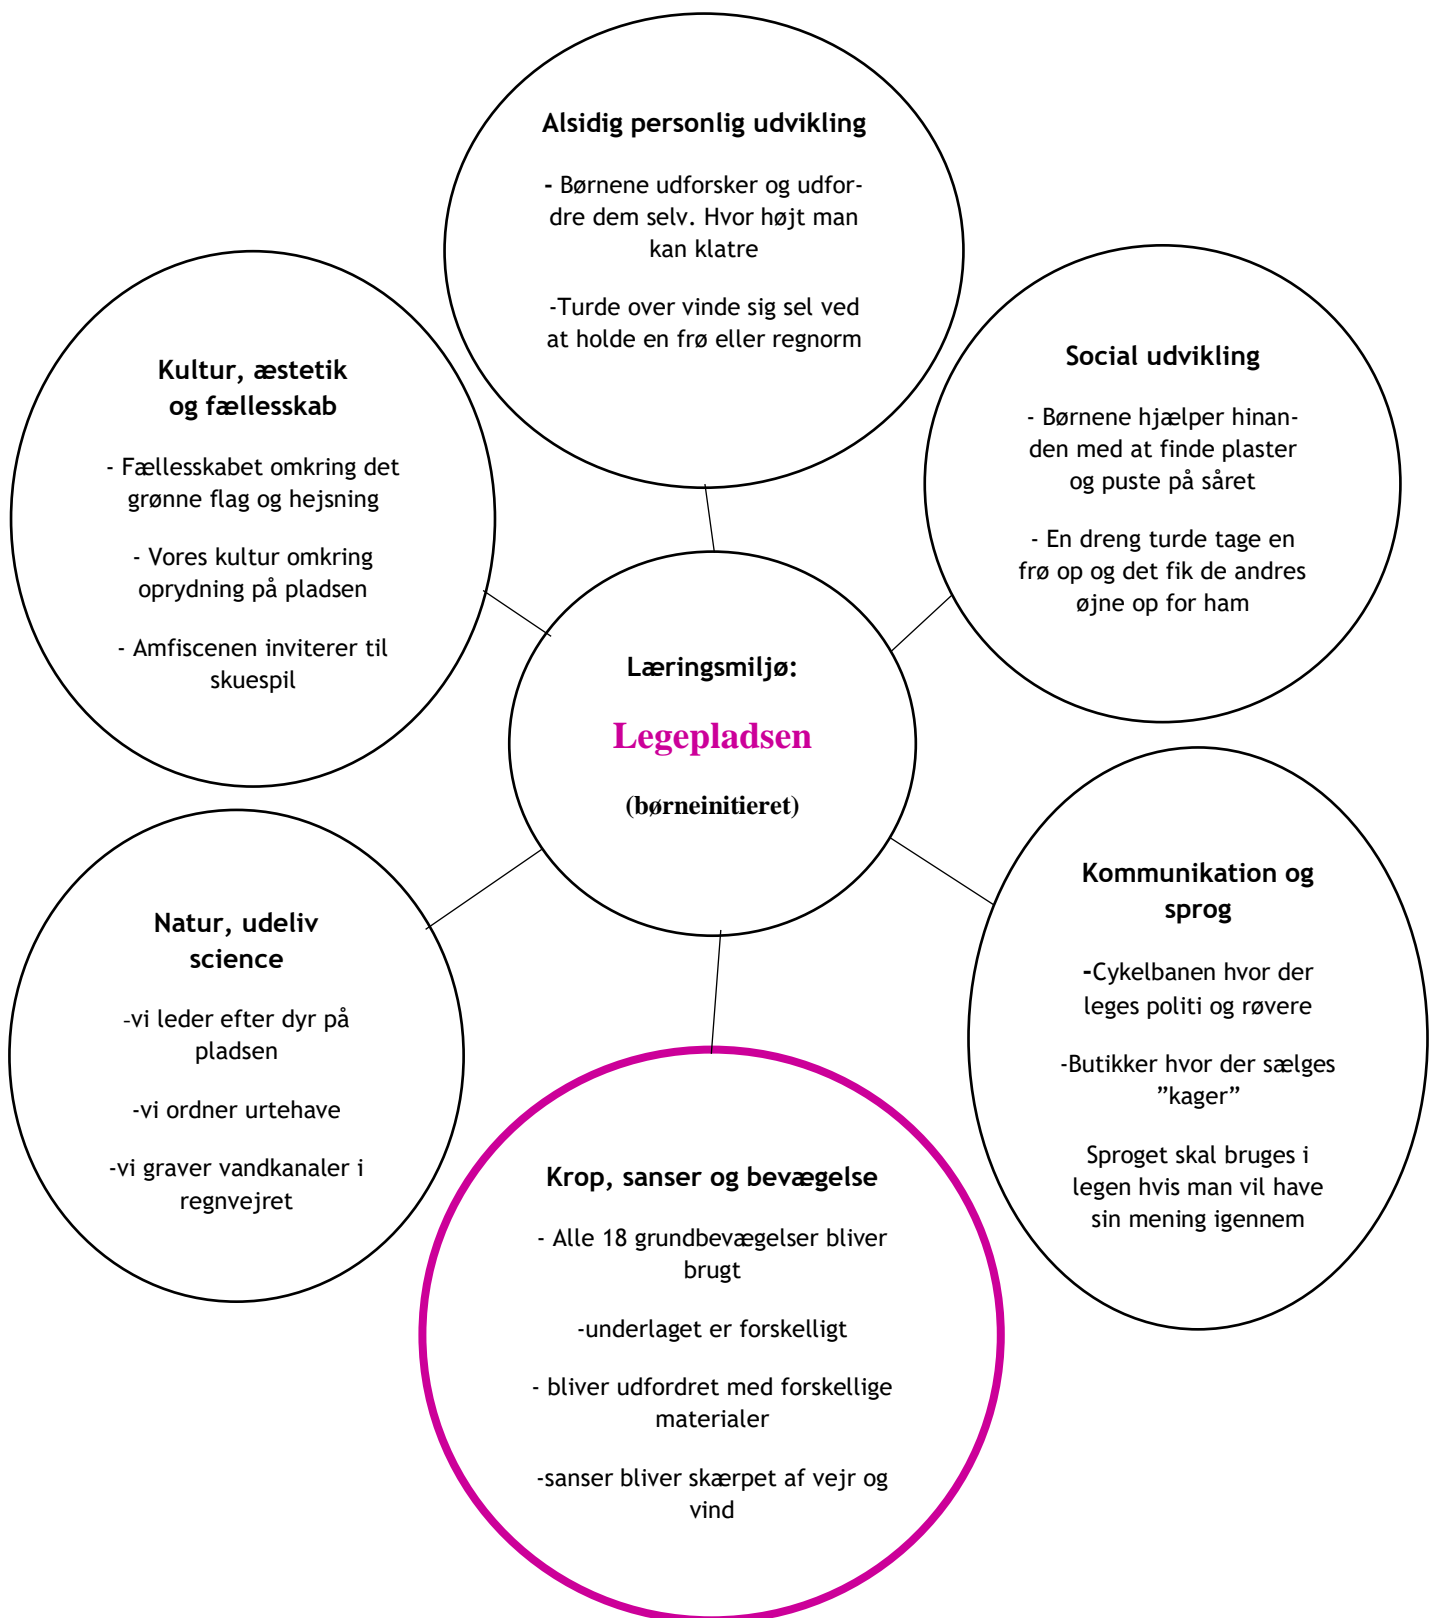 Alsidig personlig udvikling
- Børnene udforsker og udfor-
dre dem selv. Hvor højt man
kan klatre
-Turde over vinde sig sel ved
at holde en frø eller regnorm
Kultur, æstetik
og fællesskab
- Fællesskabet omkring det
grønne flag og hejsning
- Vores kultur omkring
oprydning på pladsen
- Amfiscenen inviterer til
skuespil
Social udvikling
- Børnene hjælper hinan-
den med at finde plaster
og puste på såret
- En dreng turde tage en
frø op og det fik de andres
øjne op for ham
Læringsmiljø:
Legepladsen
(børneinitieret)
Natur, udeliv
science
-vi leder efter dyr på
pladsen
-vi ordner urtehave
-vi graver vandkanaler i
regnvejret
Kommunikation og
sprog
-Cykelbanen hvor der
leges politi og røvere
-Butikker hvor der sælges
”kager”
Sproget skal bruges i
legen hvis man vil have
sin mening igennem
Krop, sanser og bevægelse
- Alle 18 grundbevægelser bliver
brugt
-underlaget er forskelligt
- bliver udfordret med forskellige
materialer
-sanser bliver skærpet af vejr og
vind